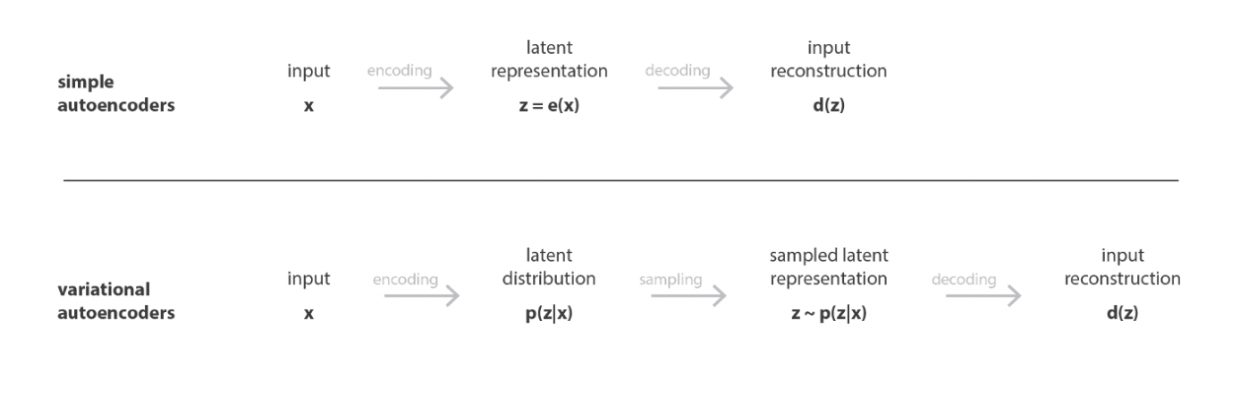 simple
autoencoders
input
x
encoding
latent
representation
z = e(x)
decoding
input
reconstruction
d(z)
variational
autoencoders
input
x
encoding
latent
distribution
p(z|x)
sampling
sampled latent
representation
z ~ p(z|x)
decoding
input
reconstruction
d(z)